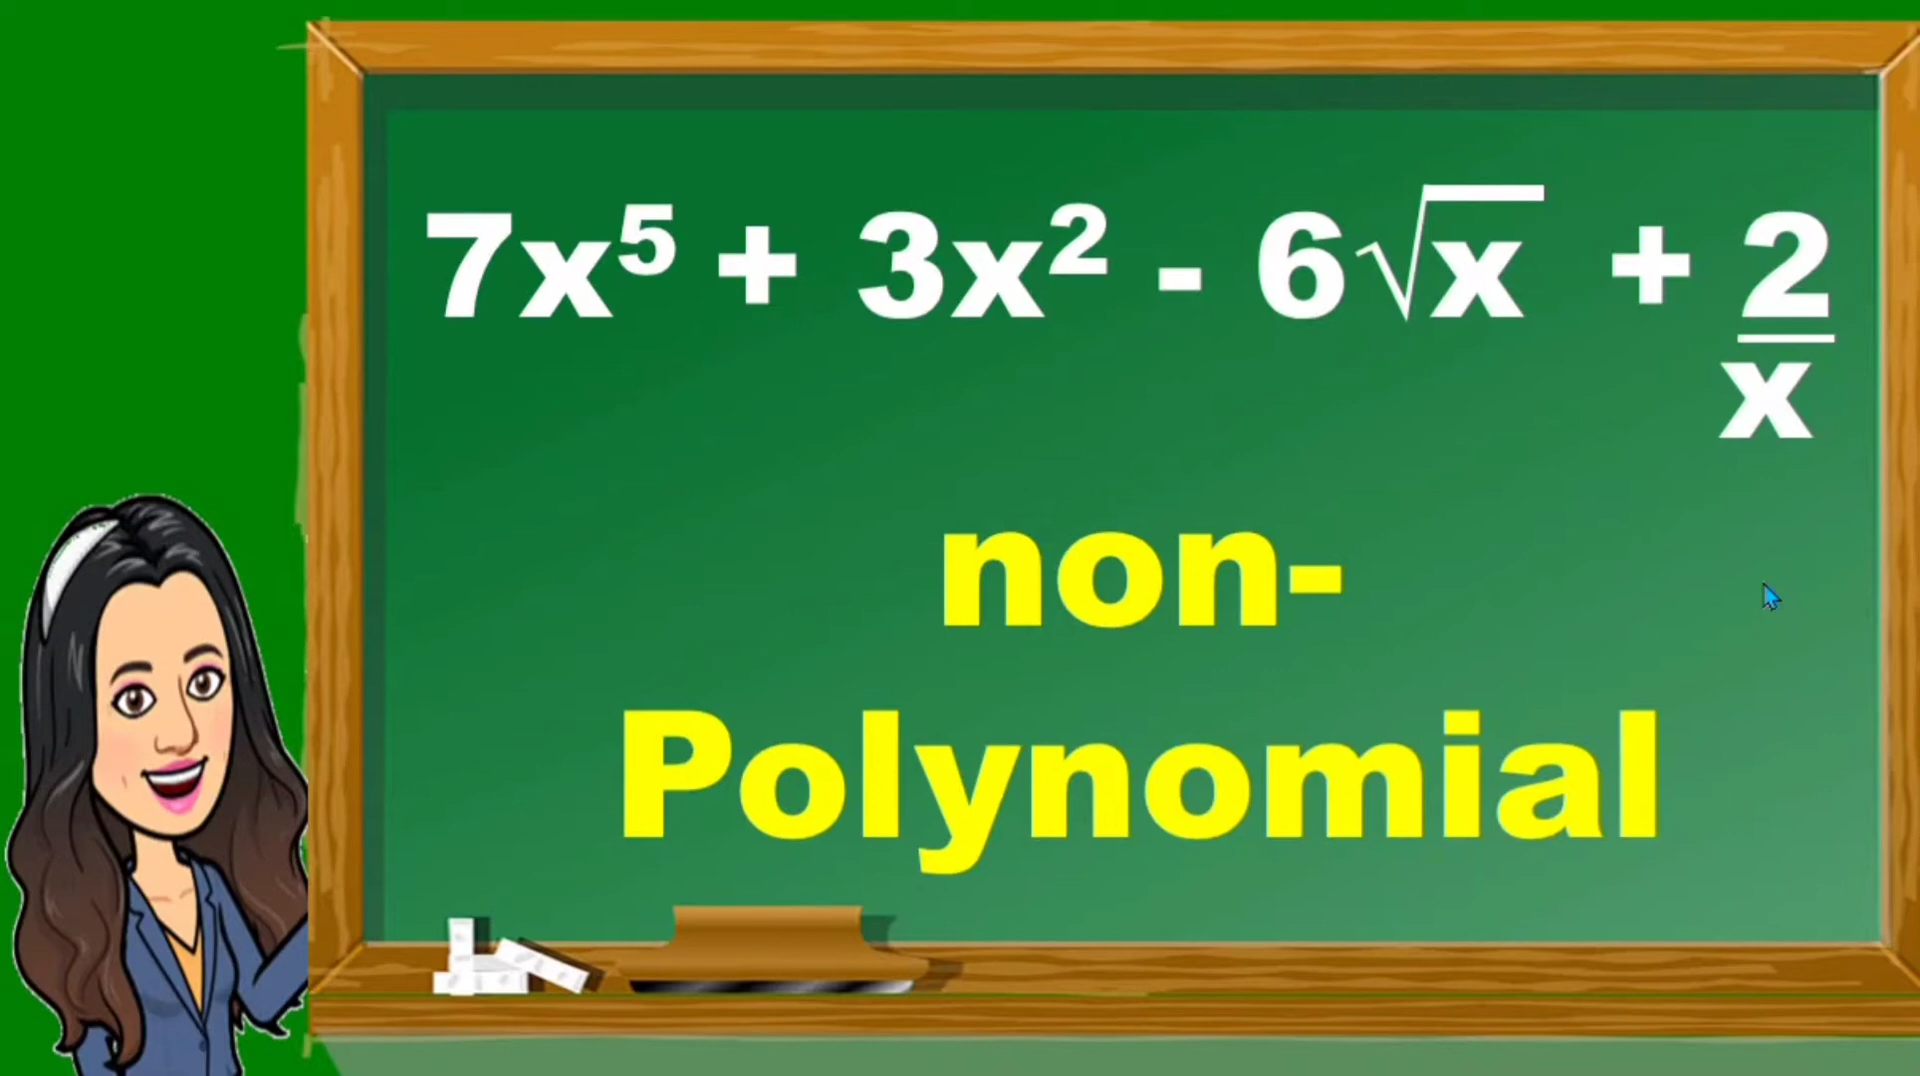 7x⁵ + 3x² - 6√x + 2
x
non-
Polynomial